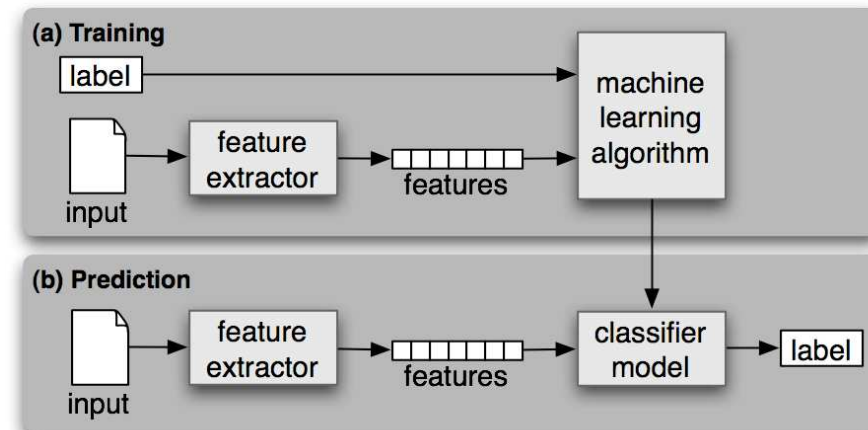 (a) Training
label
machine
learning
algorithm
feature
extractor
features
input
(b) Prediction
feature
extractor
classifier
model
label
features
input